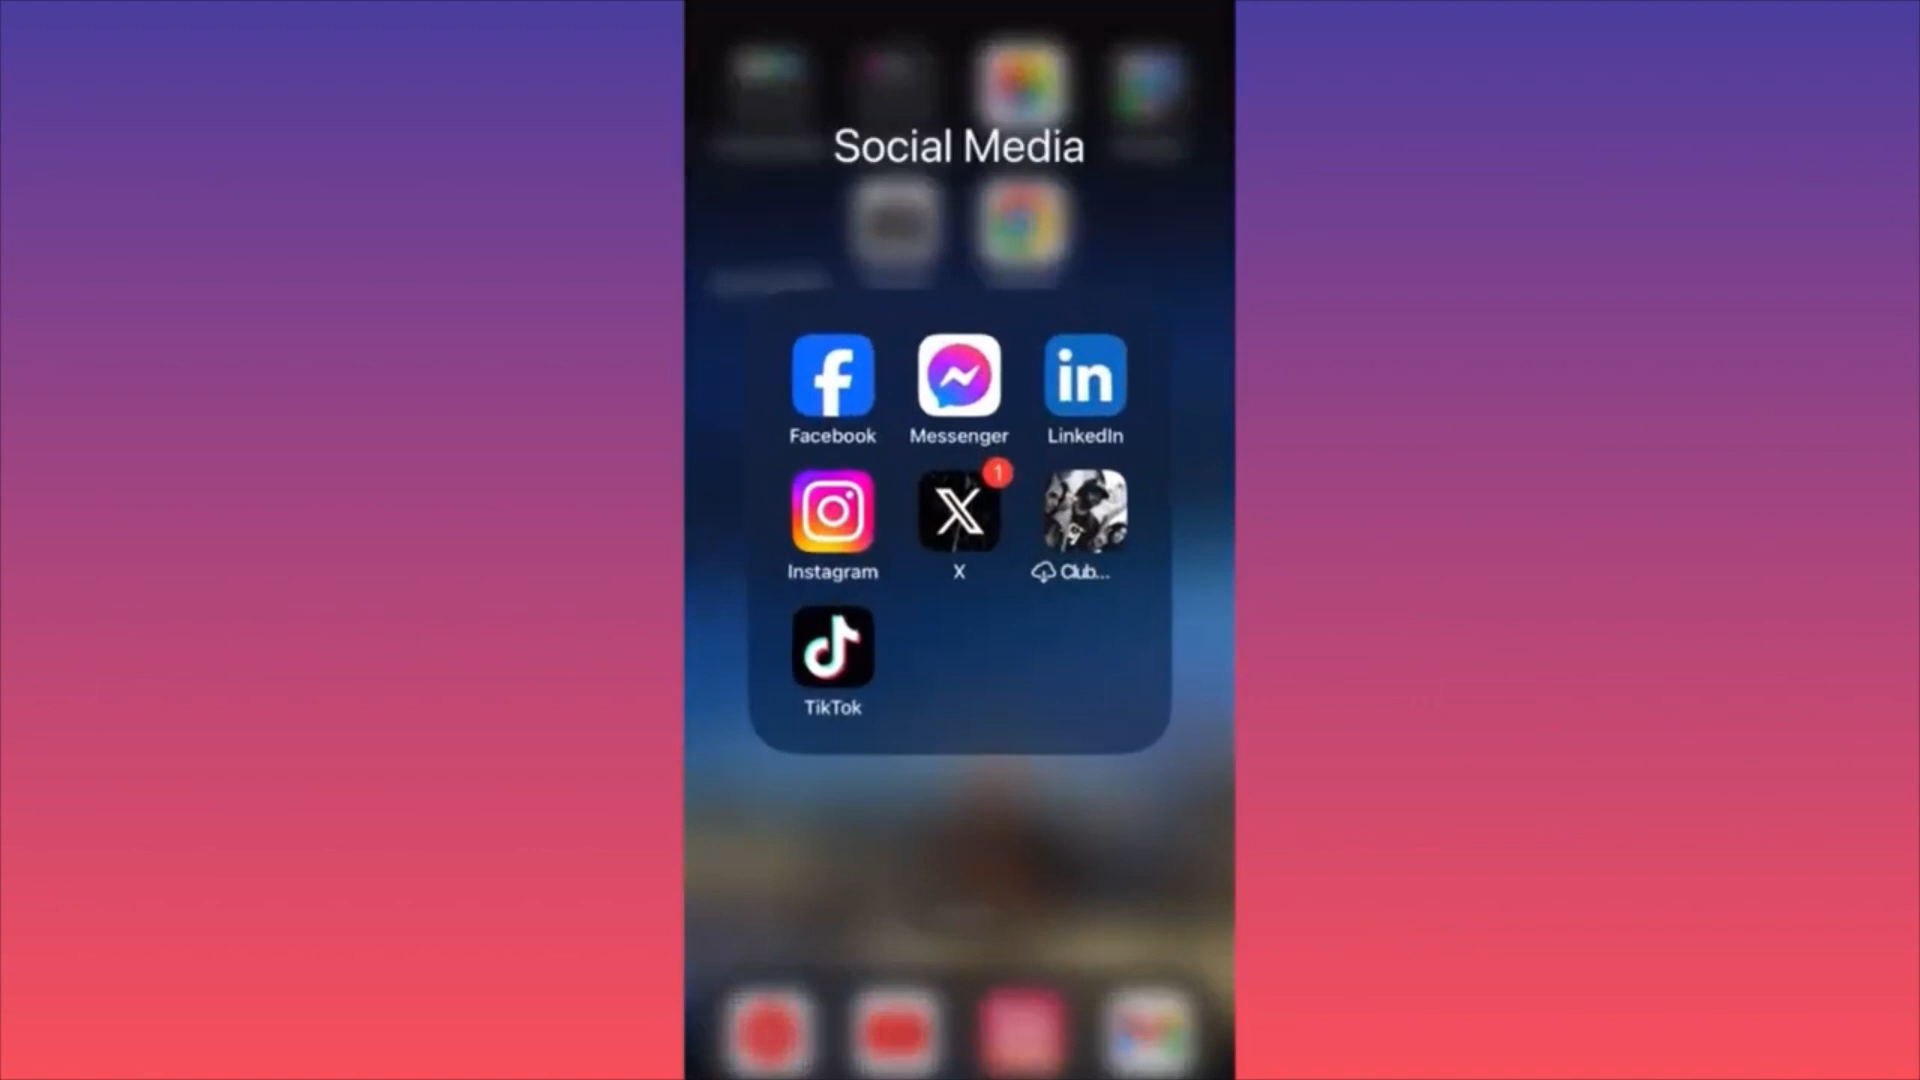 Social Media
Facebook Messenger LinkedIn
1
Instagram X Club...
TikTok